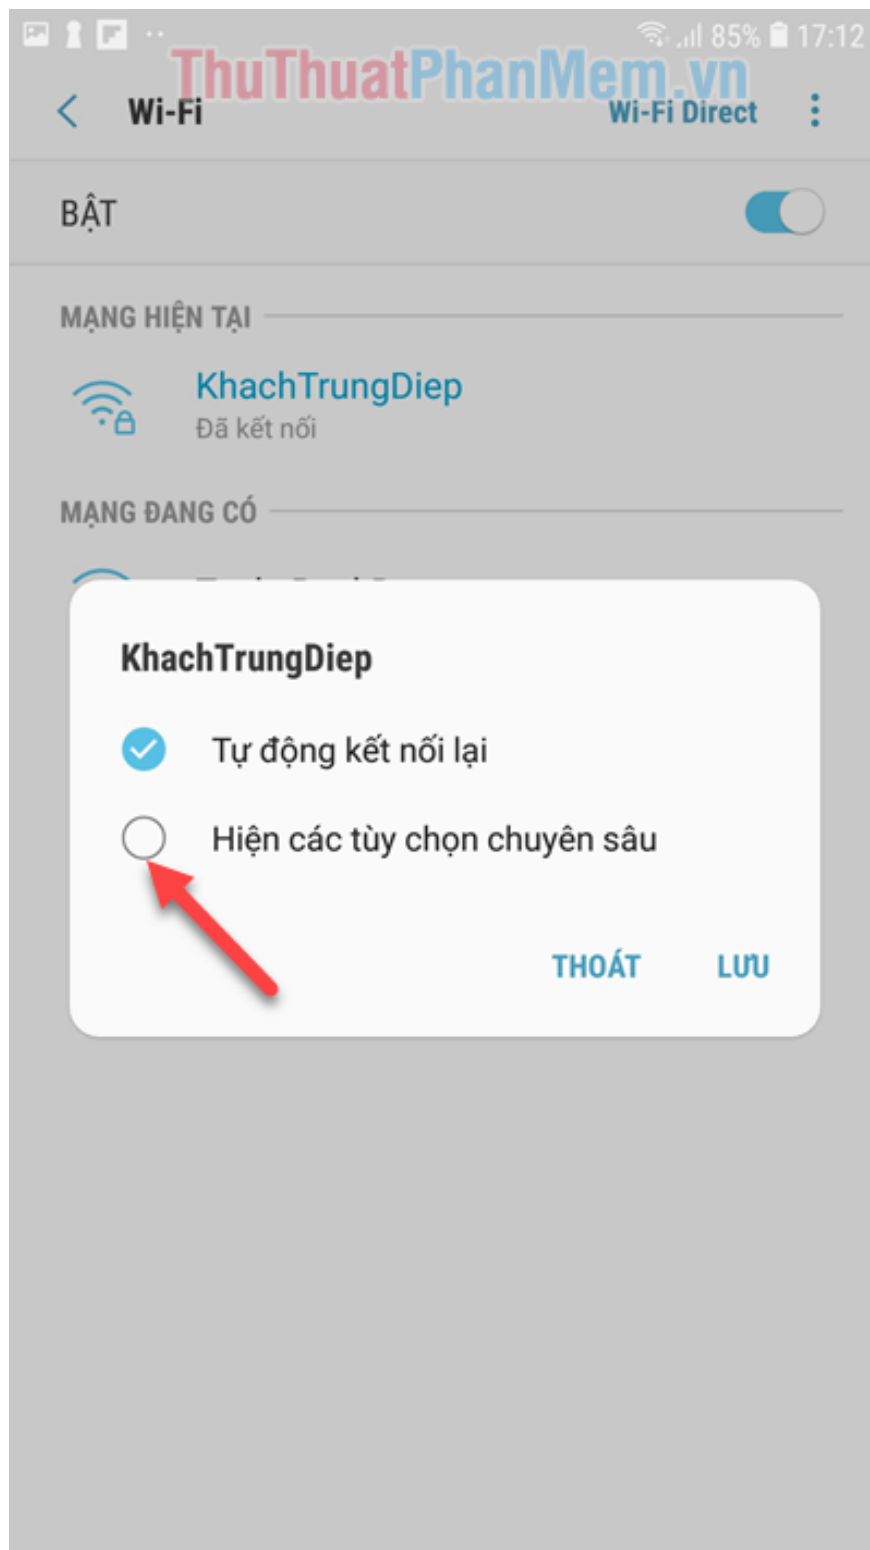 85% 17:12
ThuThuatPhanMem.vn
Wi-Fi Wi-Fi Direct
BẬT
MẠNG HIỆN TẠI
KhachTrungDiep
Đã kết nối
MẠNG ĐANG CÓ
KhachTrungDiep
Tự động kết nối lại
Hiện các tùy chọn chuyên sâu
THOÁT LƯU